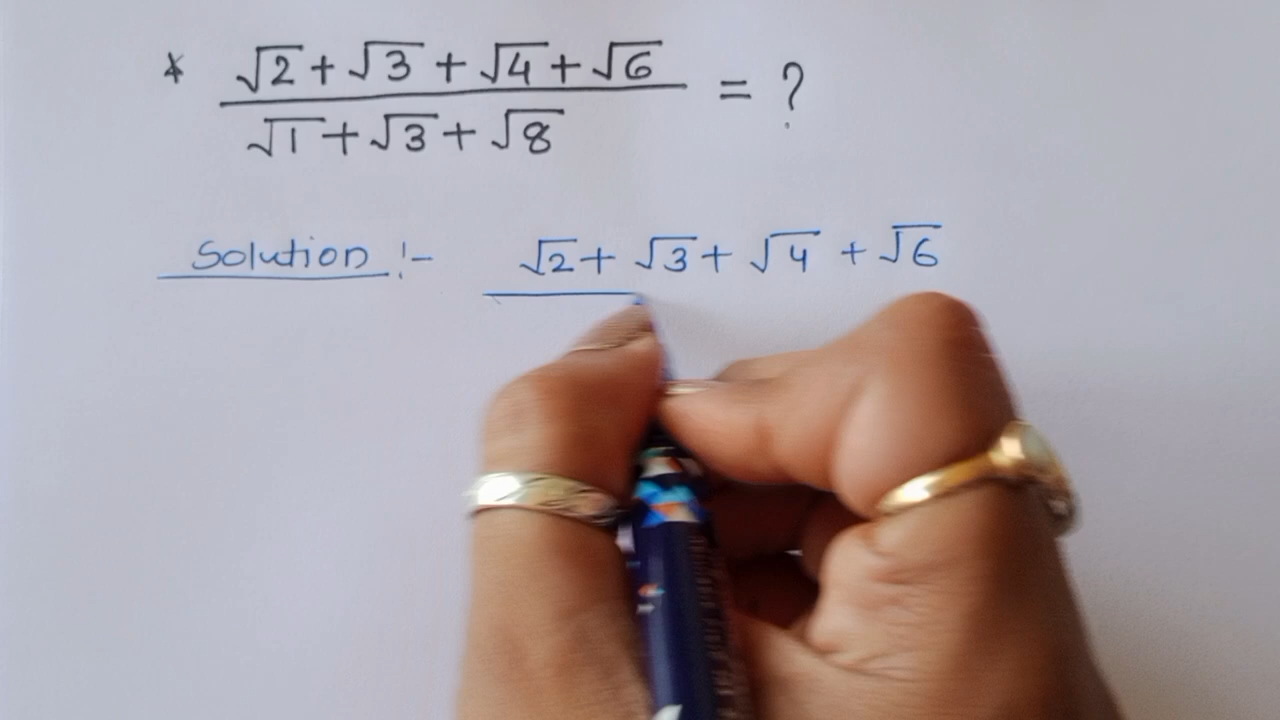 * √2 + √3 + √4 + √6 = ?
√1 + √3 + √8
Solution :- √2 + √3 + √4 + √6